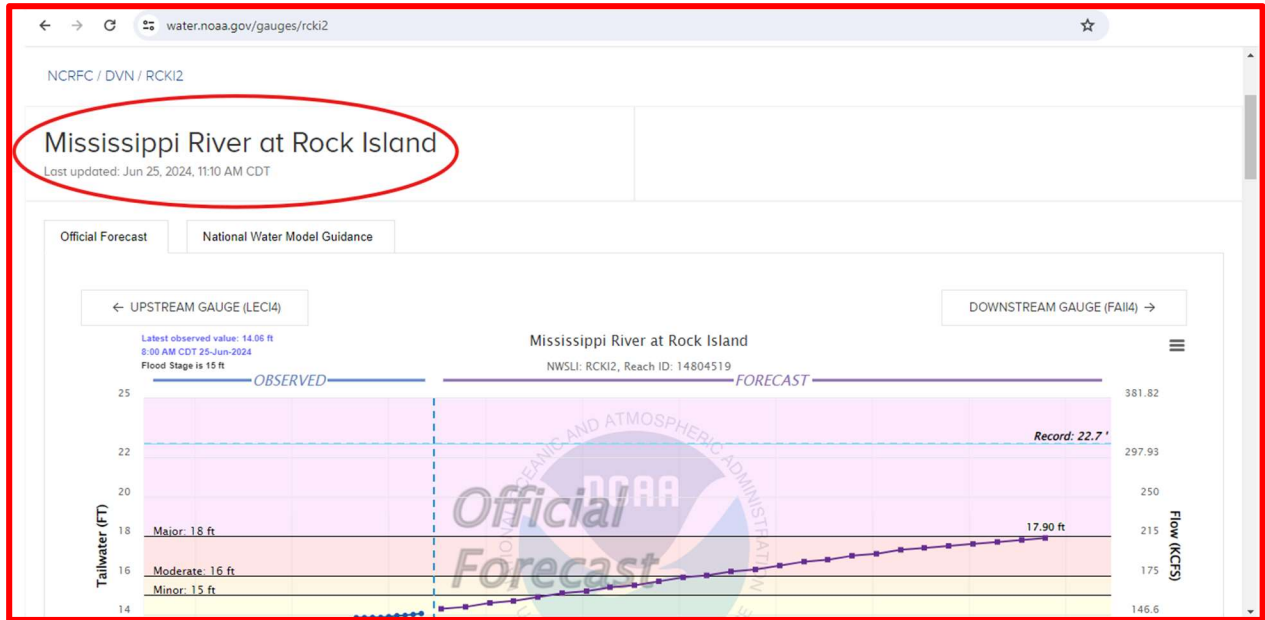 water.noaa.gov/gauges/rcki2
NCRFC / DVN / RCKI2
Mississippi River at Rock Island
Last updated: Jun 25, 2024, 11:10 AM CDT
Official Forecast
National Water Model Guidance
← UPSTREAM GAUGE (LECI4)
DOWNSTREAM GAUGE (FAII4) →
Latest observed value: 14.06 ft
8:00 AM CDT 25-Jun-2024
Flood Stage is 15 ft
Mississippi River at Rock Island
NWSLI: RCKI2, Reach ID: 14804519
OBSERVED
FORECAST
25
22
20
18
16
14
Tailwater (FT)
Record: 22.7 '
Major: 18 ft
Moderate: 16 ft
Minor: 15 ft
17.90 ft
Official
Forecast
NOAA
381.82
297.93
250
215
175
146.6
Flow (KCFS)